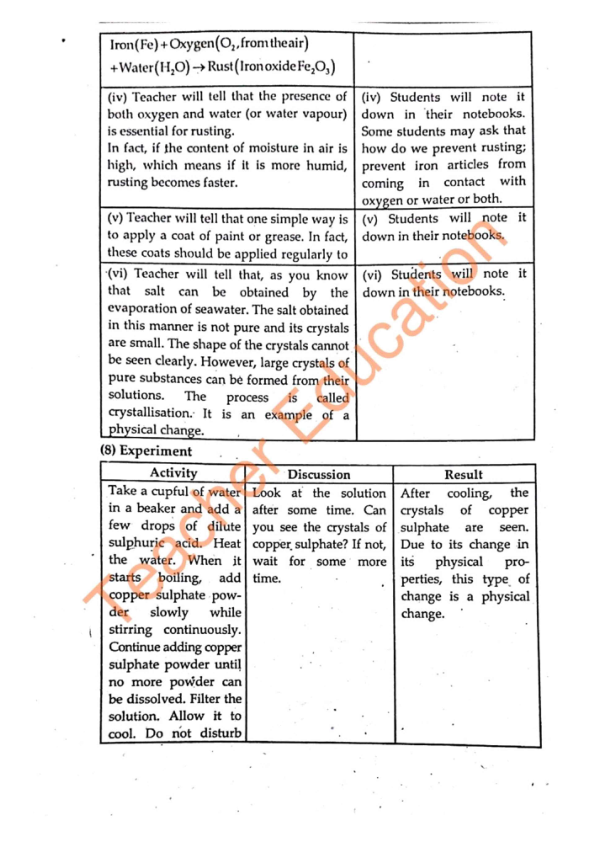 Iron(Fe)+Oxygen(O₂,fromtheair)
+Water(H₂O)→Rust(IronoxideFe₂O₃)
(iv) Teacher will tell that the presence of
both oxygen and water (or water vapour)
is essential for rusting.
In fact, if the content of moisture in air is
high, which means if it is more humid,
rusting becomes faster.
(iv) Students will note it
down in their notebooks.
Some students may ask that
how do we prevent rusting;
prevent iron articles from
coming in contact with
oxygen or water or both.
(v) Teacher will tell that one simple way is
to apply a coat of paint or grease. In fact,
these coats should be applied regularly to
(v) Students will note it
down in their notebooks.
(vi) Teacher will tell that, as you know
that salt can be obtained by the
evaporation of seawater. The salt obtained
in this manner is not pure and its crystals
are small. The shape of the crystals cannot
be seen clearly. However, large crystals of
pure substances can be formed from their
solutions. The process is called
crystallisation. It is an example of a
physical change.
(vi) Students will note it
down in their notebooks.
(8) Experiment
Activity
Discussion
Result
Take a cupful of water
in a beaker and add a
few drops of dilute
sulphuric acid. Heat
the water. When it
starts boiling, add
copper sulphate pow-
der slowly while
stirring continuously.
Continue adding copper
sulphate powder until
no more powder can
be dissolved. Filter the
solution. Allow it to
cool. Do not disturb
Look at the solution
after some time. Can
you see the crystals of
copper sulphate? If not,
wait for some more
time.
After cooling, the
crystals of copper
sulphate are seen.
Due to its change in
its physical pro-
perties, this type of
change is a physical
change.
Teacher Education